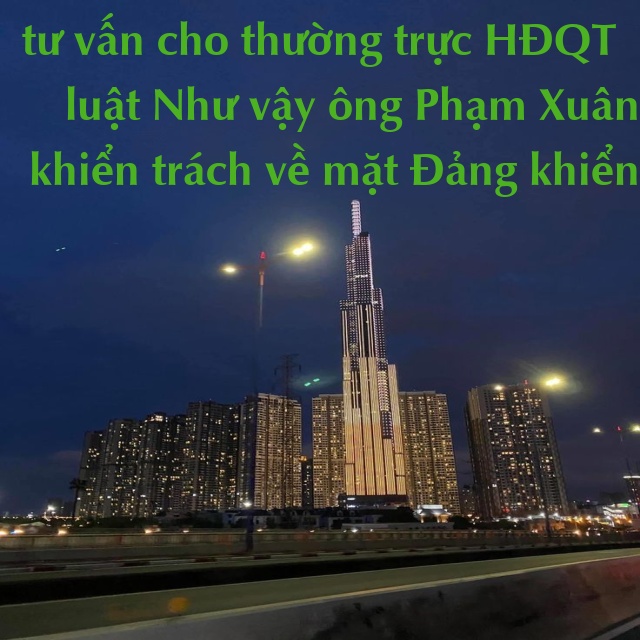 tư vấn cho thường trực HĐQT
luật Như vậy ông Phạm Xuân
khiển trách về mặt Đảng khiển